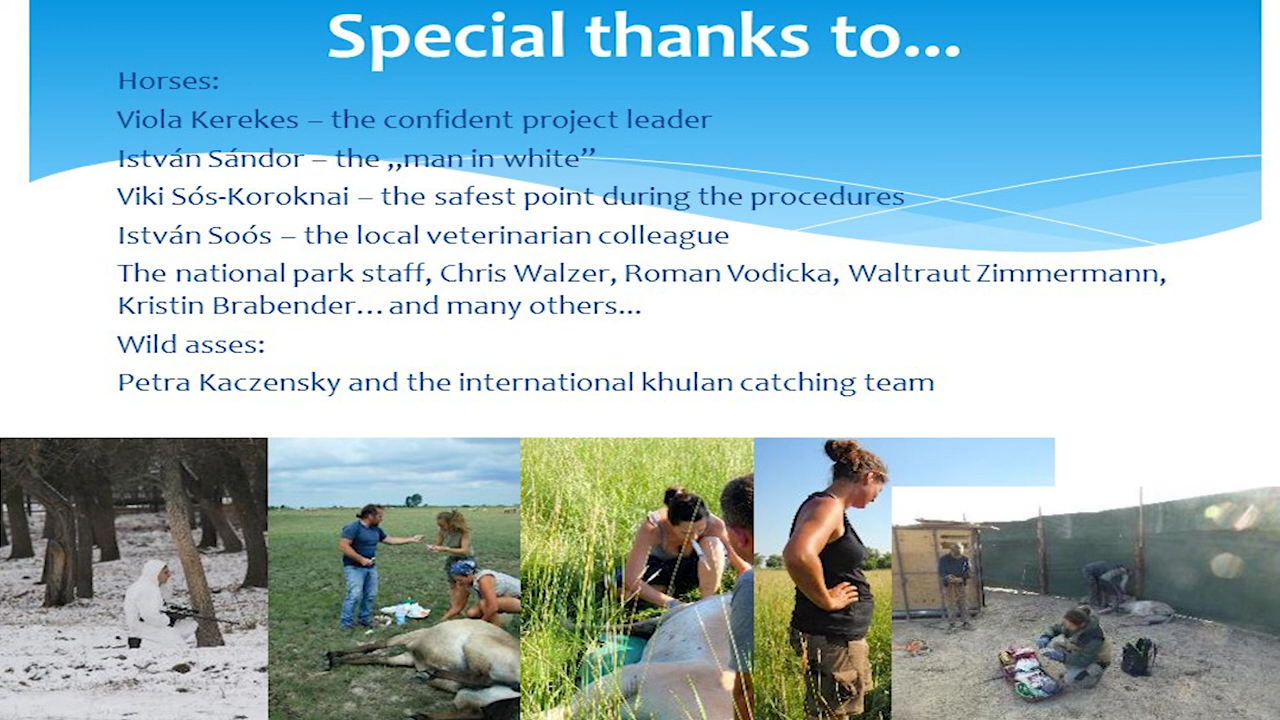 Special thanks to...
Horses:
Viola Kerekes – the confident project leader
István Sándor – the „man in white”
Viki Sós-Koroknai – the safest point during the procedures
István Soós – the local veterinarian colleague
The national park staff, Chris Walzer, Roman Vodicka, Waltraut Zimmermann,
Kristin Brabender... and many others...
Wild asses:
Petra Kaczensky and the international khulan catching team